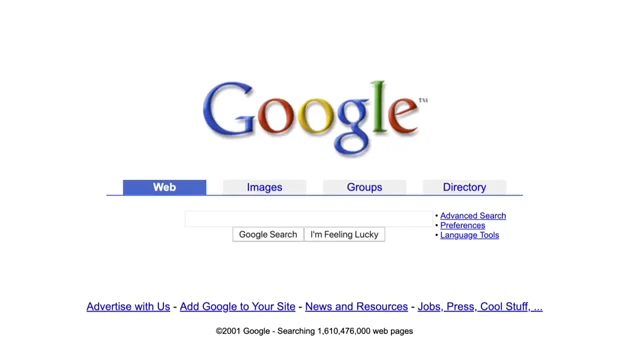 Google™
Web Images Groups Directory
• Advanced Search
• Preferences
• Language Tools
Google Search I'm Feeling Lucky
Advertise with Us - Add Google to Your Site - News and Resources - Jobs, Press, Cool Stuff, ...
©2001 Google - Searching 1,610,476,000 web pages